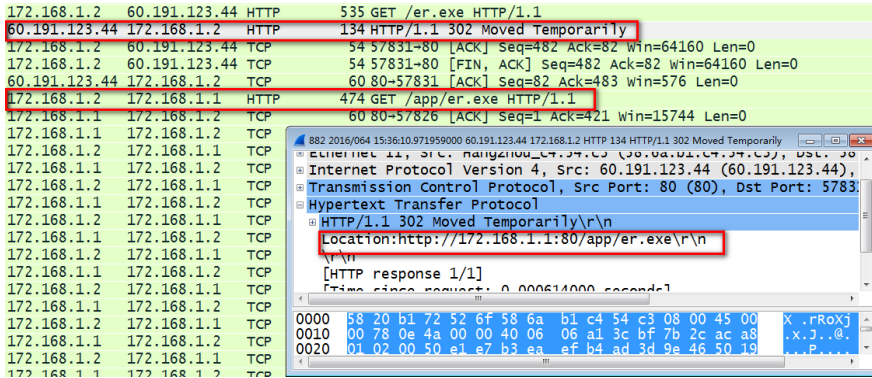 172.168.1.2 60.191.123.44 HTTP 535 GET /er.exe HTTP/1.1
60.191.123.44 172.168.1.2 HTTP 134 HTTP/1.1 302 Moved Temporarily
172.168.1.2 60.191.123.44 TCP 54 57831→80 [ACK] Seq=482 Ack=82 Win=64160 Len=0
172.168.1.2 60.191.123.44 TCP 54 57831→80 [FIN, ACK] Seq=482 Ack=82 Win=64160 Len=0
60.191.123.44 172.168.1.2 TCP 60 80→57831 [ACK] Seq=82 Ack=483 Win=576 Len=0
172.168.1.2 172.168.1.1 HTTP 474 GET /app/er.exe HTTP/1.1
172.168.1.1 172.168.1.2 TCP 60 80→57826 [ACK] Seq=1 Ack=421 Win=15744 Len=0
172.168.1.1 172.168.1.2 TCP
172.168.1.2 172.168.1.1 TCP
172.168.1.1 172.168.1.2 TCP
172.168.1.1 172.168.1.2 TCP
172.168.1.2 172.168.1.1 TCP
172.168.1.1 172.168.1.2 TCP
172.168.1.1 172.168.1.2 TCP
172.168.1.2 172.168.1.1 TCP
172.168.1.1 172.168.1.2 TCP
172.168.1.2 172.168.1.1 TCP
172.168.1.1 172.168.1.2 TCP
172.168.1.1 172.168.1.2 TCP
172.168.1.2 172.168.1.1 TCP
172.168.1.1 172.168.1.2 TCP
882 2016/064 15:36:10.971959000 60.191.123.44 172.168.1.2 HTTP 134 HTTP/1.1 302 Moved Temporarily
Ethernet II, Src: Hangzhou_c4:54:c3 (58:6a:b1:c4:54:c3), Dst: 58
Internet Protocol Version 4, Src: 60.191.123.44 (60.191.123.44),
Transmission Control Protocol, Src Port: 80 (80), Dst Port: 5783
Hypertext Transfer Protocol
HTTP/1.1 302 Moved Temporarily\r\n
Location:http://172.168.1.1:80/app/er.exe\r\n
\r\n
[HTTP response 1/1]
[Time since request: 0.000614000 seconds]
0000 58 20 b1 72 52 6f 58 6a b1 c4 54 c3 08 00 45 00 X .rRoXj
0010 00 78 0e 4a 00 00 40 06 06 a1 3c bf 7b 2c ac a8 .x.J..@.
0020 01 02 00 50 e1 e7 b3 ea ef b4 ad 3d 9e 46 50 19 ...P....